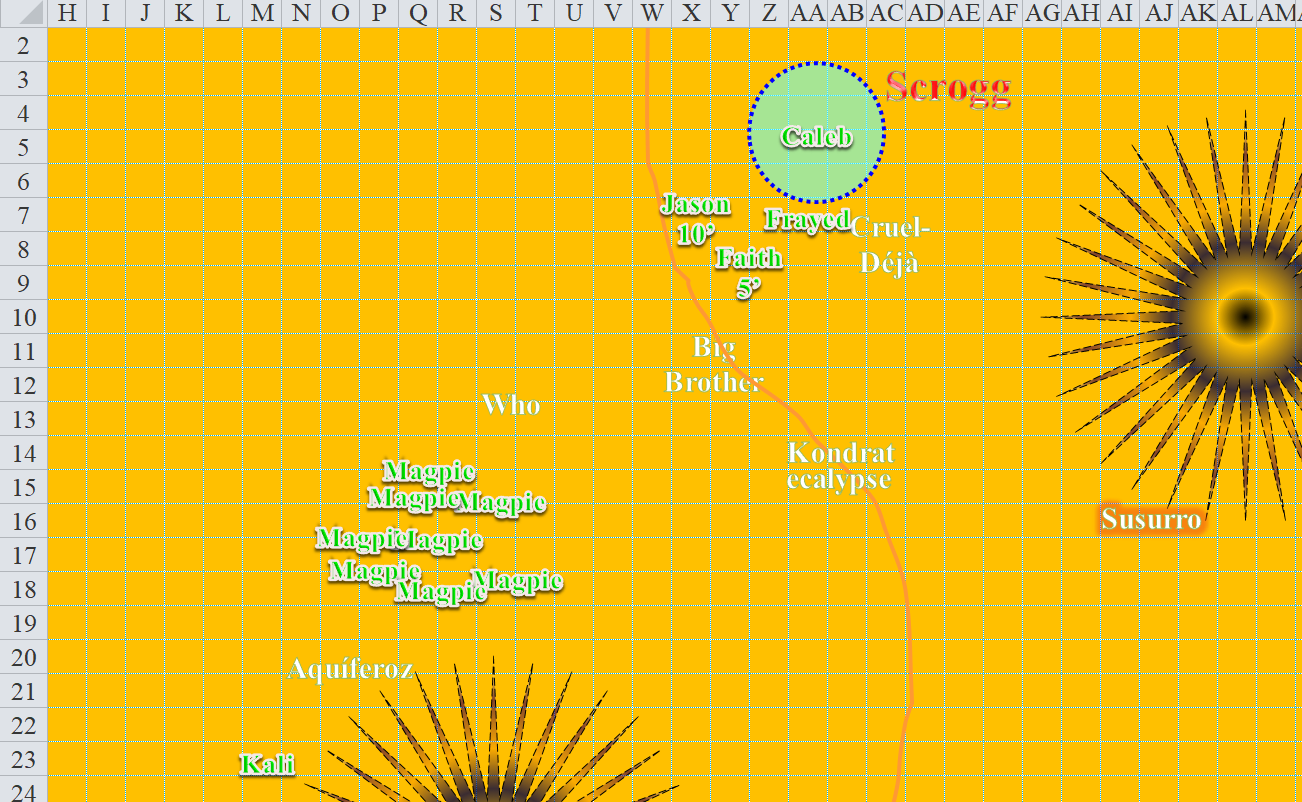 H I J K L M N O P Q R S T U V W X Y Z AA AB AC AD AE AF AG AH AI AJ AK AL AM
2
3
Scrogg
4
Caleb
5
6
Jason
10’
7
Frayed
Cruel-
Déjà
8
Faith
5’
9
10
11
Big
Brother
12
Who
13
14
Kondrat
ecalypse
Magpie
15
Magpie
Magpie
16
Susurro
Magpie
Magpie
17
Magpie
Magpie
18
Magpie
19
20
Aquíferoz
21
22
23
Kali
24